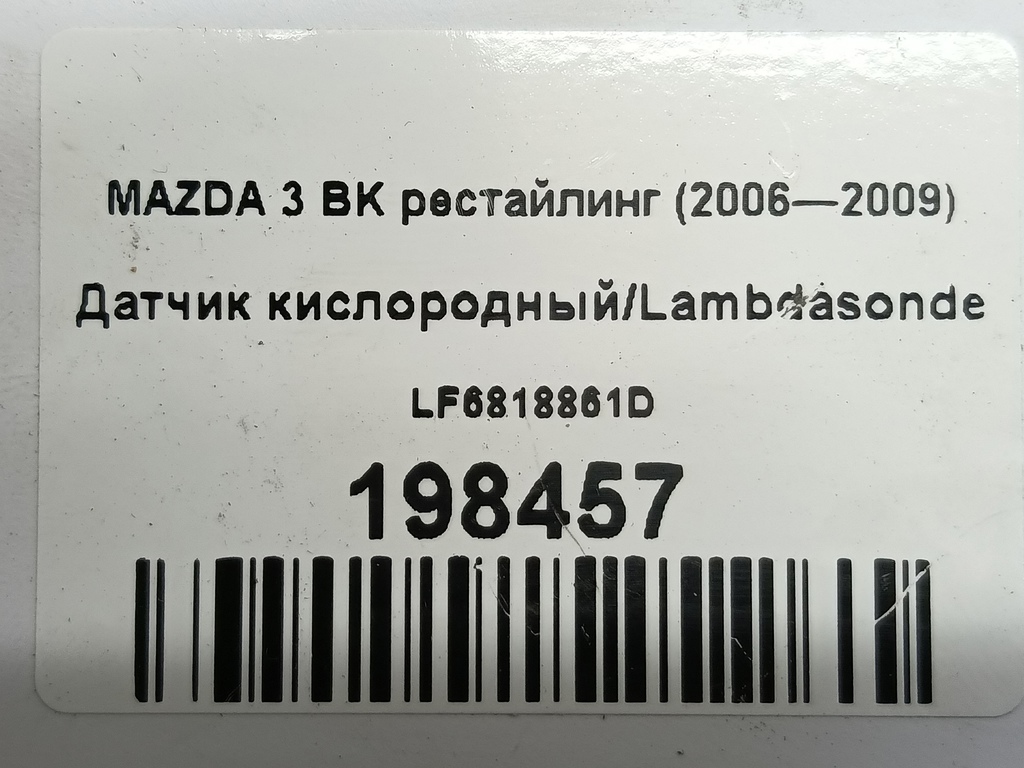 MAZDA 3 BK рестайлинг (2006—2009)
Датчик кислородный/Lambdasonde
LF6818861D
198457